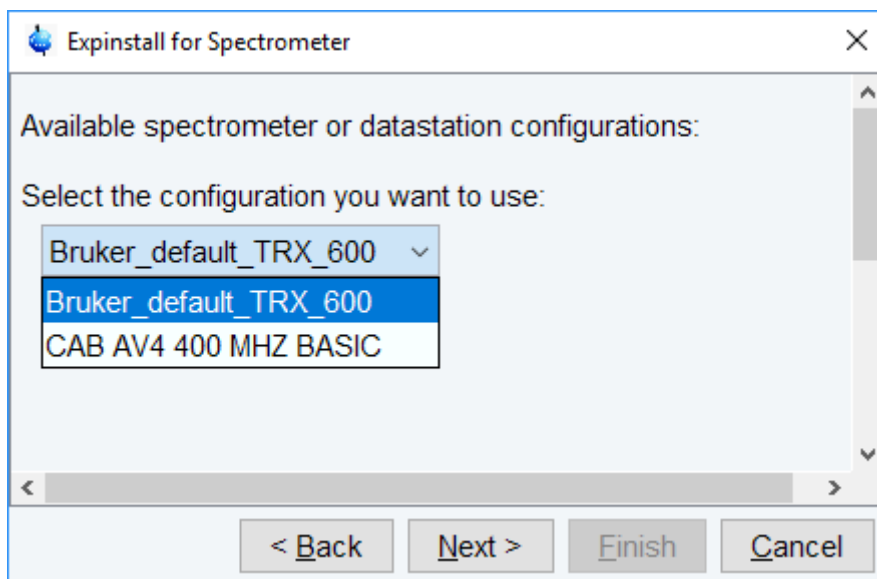 Expinstall for Spectrometer
Available spectrometer or datastation configurations:
Select the configuration you want to use:
Bruker_default_TRX_600
Bruker_default_TRX_600
CAB AV4 400 MHZ BASIC
< Back Next > Finish Cancel